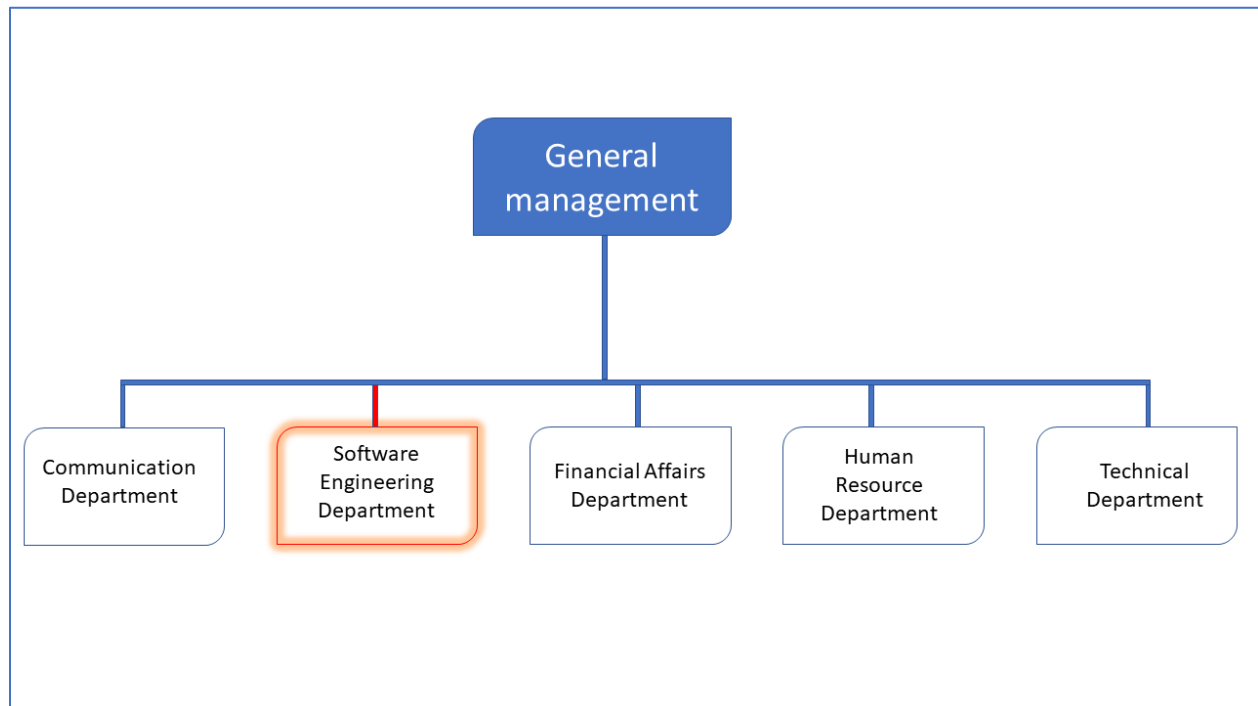 General
management
Communication
Department
Software
Engineering
Department
Financial Affairs
Department
Human
Resource
Department
Technical
Department